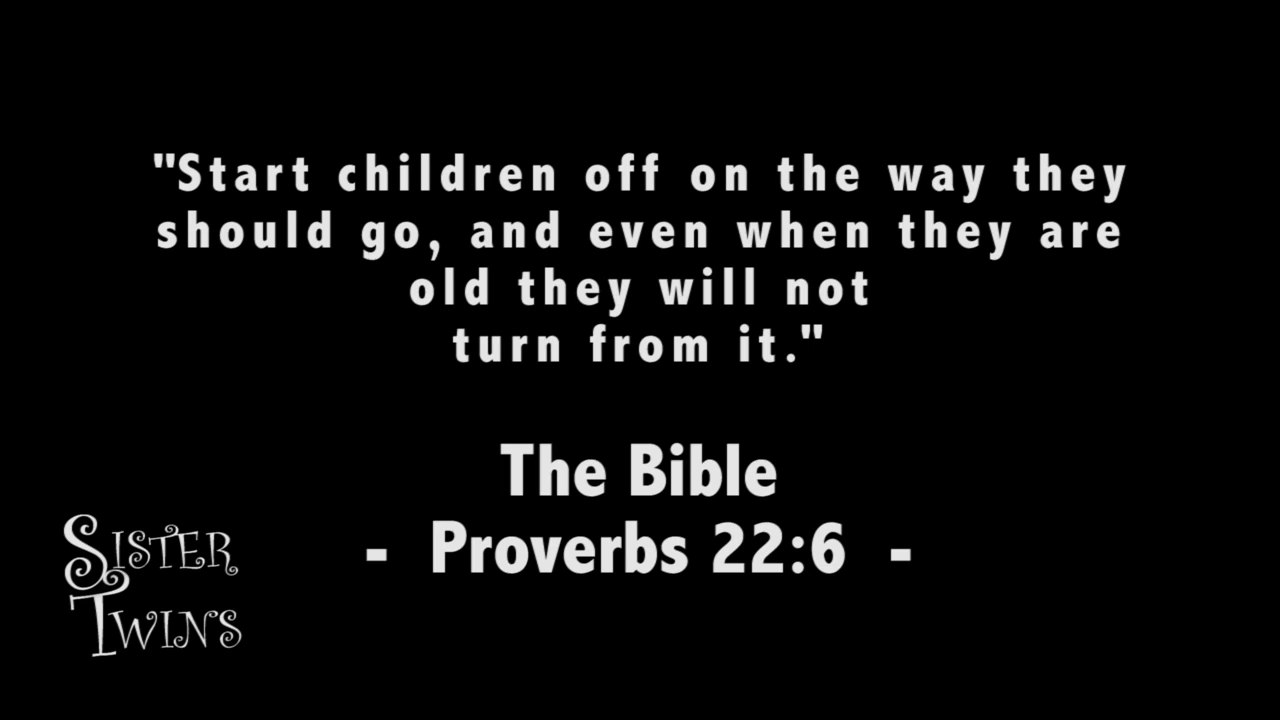 "Start children off on the way they
should go, and even when they are
old they will not
turn from it."
The Bible
- Proverbs 22:6 -
SISTER
TWINS